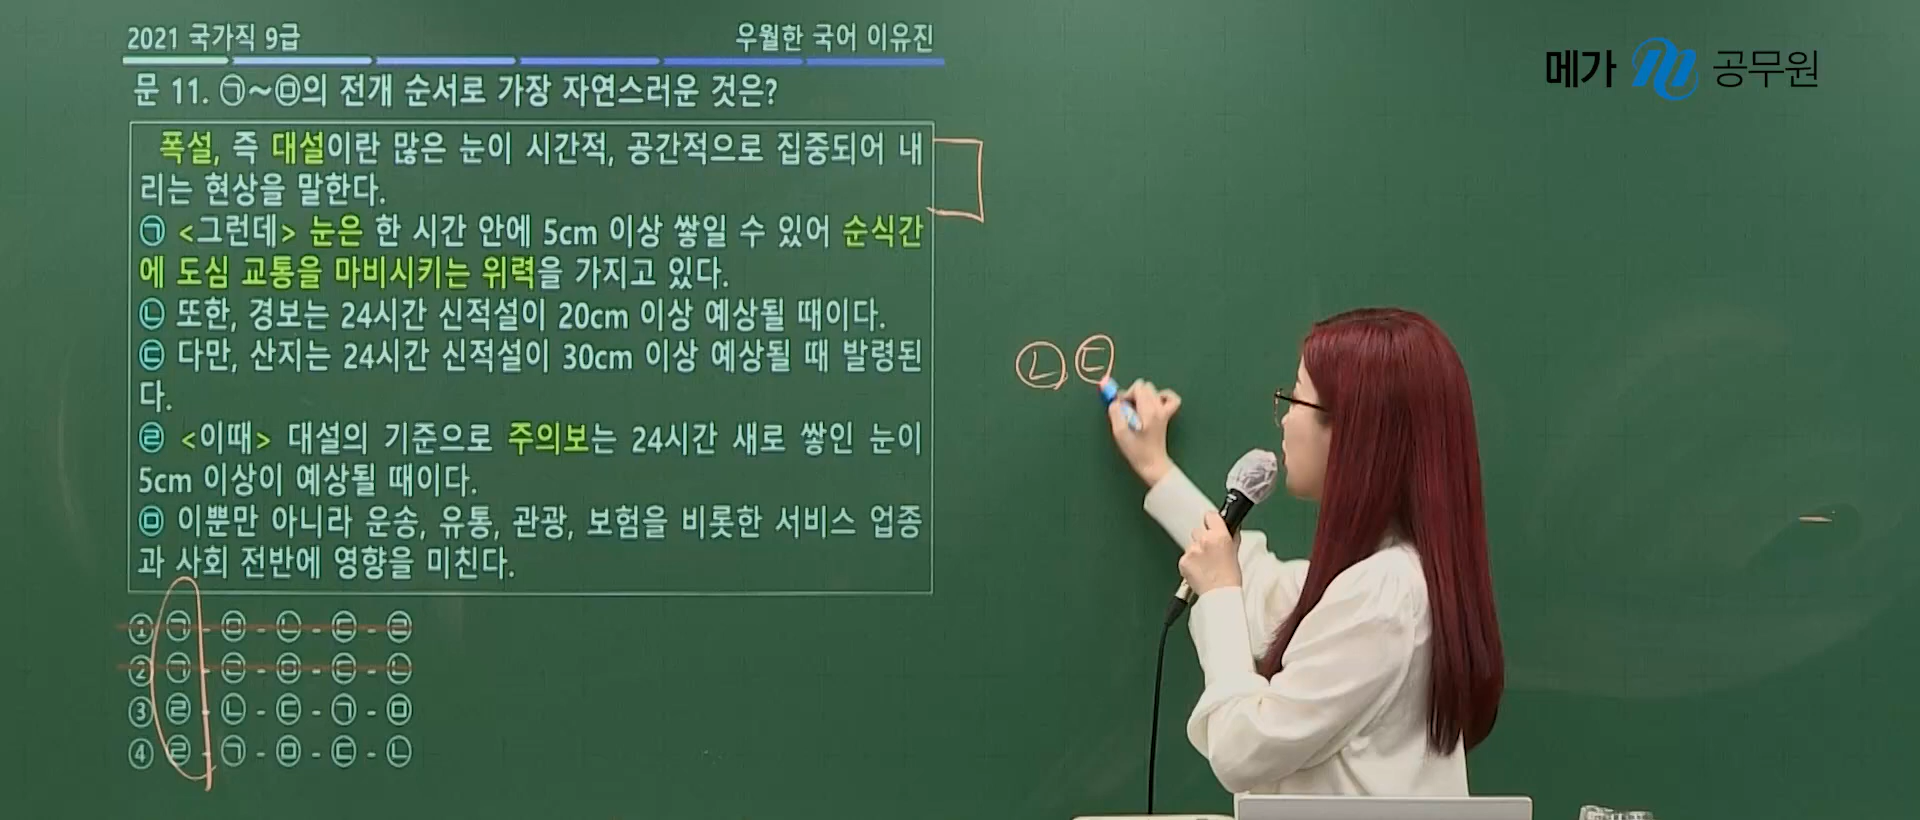 2021 국가직 9급
우월한 국어 이유진
메가 공무원
문 11. ㉠~㉤의 전개 순서로 가장 자연스러운 것은?
폭설, 즉 대설이란 많은 눈이 시간적, 공간적으로 집중되어 내
리는 현상을 말한다.
㉠ <그런데> 눈은 한 시간 안에 5cm 이상 쌓일 수 있어 순식간
에 도심 교통을 마비시키는 위력을 가지고 있다.
㉡ 또한, 경보는 24시간 신적설이 20cm 이상 예상될 때이다.
㉢ 다만, 산지는 24시간 신적설이 30cm 이상 예상될 때 발령된
다.
㉣ <이때> 대설의 기준으로 주의보는 24시간 새로 쌓인 눈이
5cm 이상이 예상될 때이다.
㉤ 이뿐만 아니라 운송, 유통, 관광, 보험을 비롯한 서비스 업종
과 사회 전반에 영향을 미친다.
① ㉠ - ㉤ - ㉡ - ㉢ - ㉣
② ㉠ - ㉣ - ㉤ - ㉢ - ㉡
③ ㉣ - ㉡ - ㉢ - ㉠ - ㉤
④ ㉣ - ㉠ - ㉤ - ㉢ - ㉡
㉡ ㉢